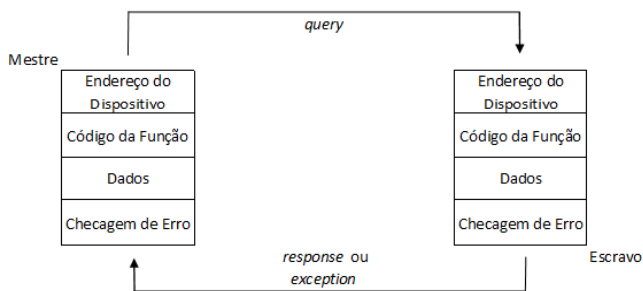 query
Mestre
Endereço do
Dispositivo
Código da Função
Dados
Checagem de Erro
Endereço do
Dispositivo
Código da Função
Dados
Checagem de Erro
response ou
exception
Escravo